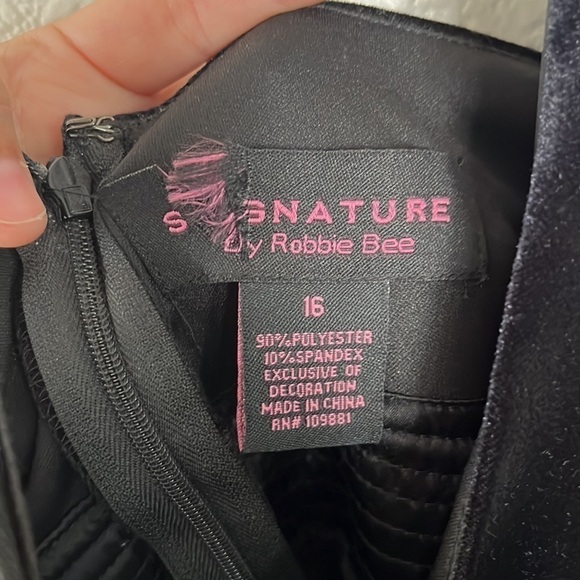 SIGNATURE
by Robbie Bee
16
90%POLYESTER
10%SPANDEX
EXCLUSIVE OF
DECORATION
MADE IN CHINA
RN# 109881